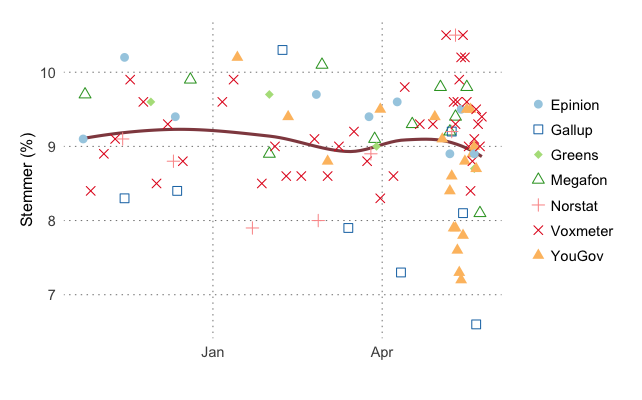 Stemmer (%)
10
9
8
7
Jan
Apr
Epinion
Gallup
Greens
Megafon
Norstat
Voxmeter
YouGov